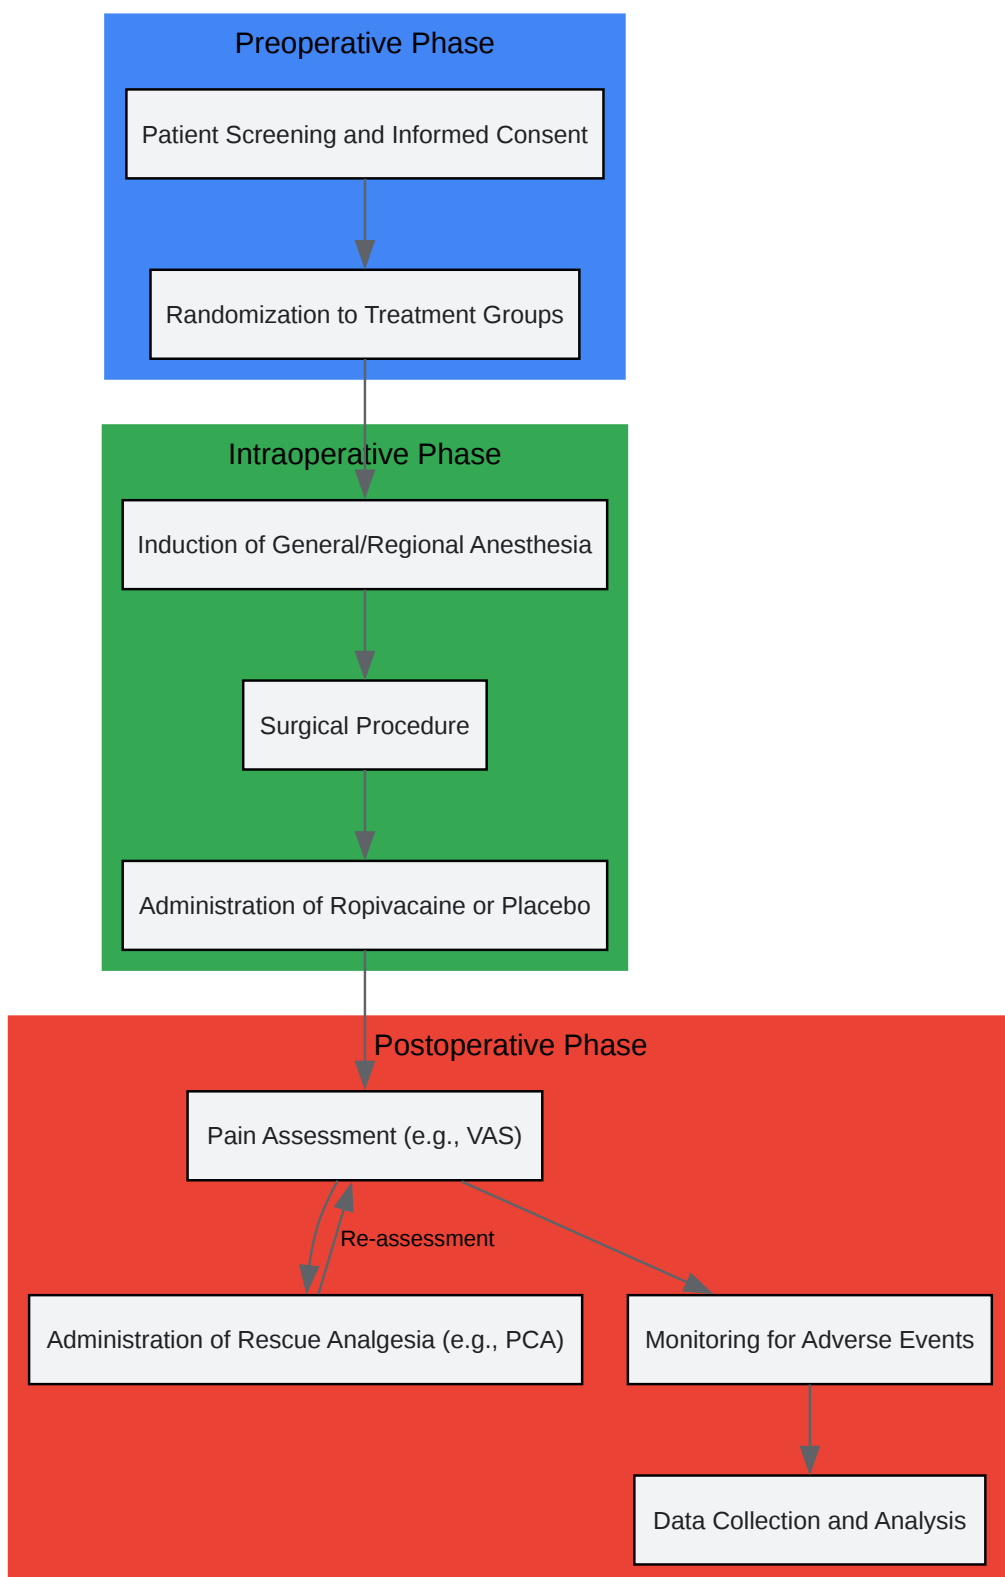 Preoperative Phase
Patient Screening and Informed Consent
Randomization to Treatment Groups
Intraoperative Phase
Induction of General/Regional Anesthesia
Surgical Procedure
Administration of Ropivacaine or Placebo
Postoperative Phase
Pain Assessment (e.g., VAS)
Re-assessment
Administration of Rescue Analgesia (e.g., PCA)
Monitoring for Adverse Events
Data Collection and Analysis